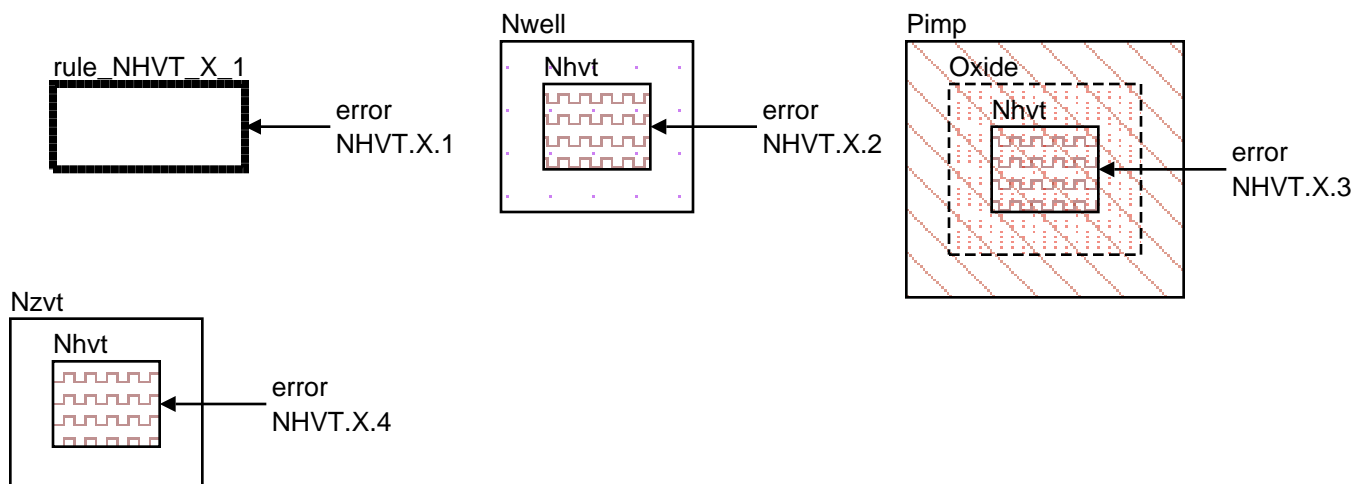 rule_NHVT_X_1
error
NHVT.X.1
Nwell
Nhvt
error
NHVT.X.2
Pimp
Oxide
Nhvt
error
NHVT.X.3
Nzvt
Nhvt
error
NHVT.X.4